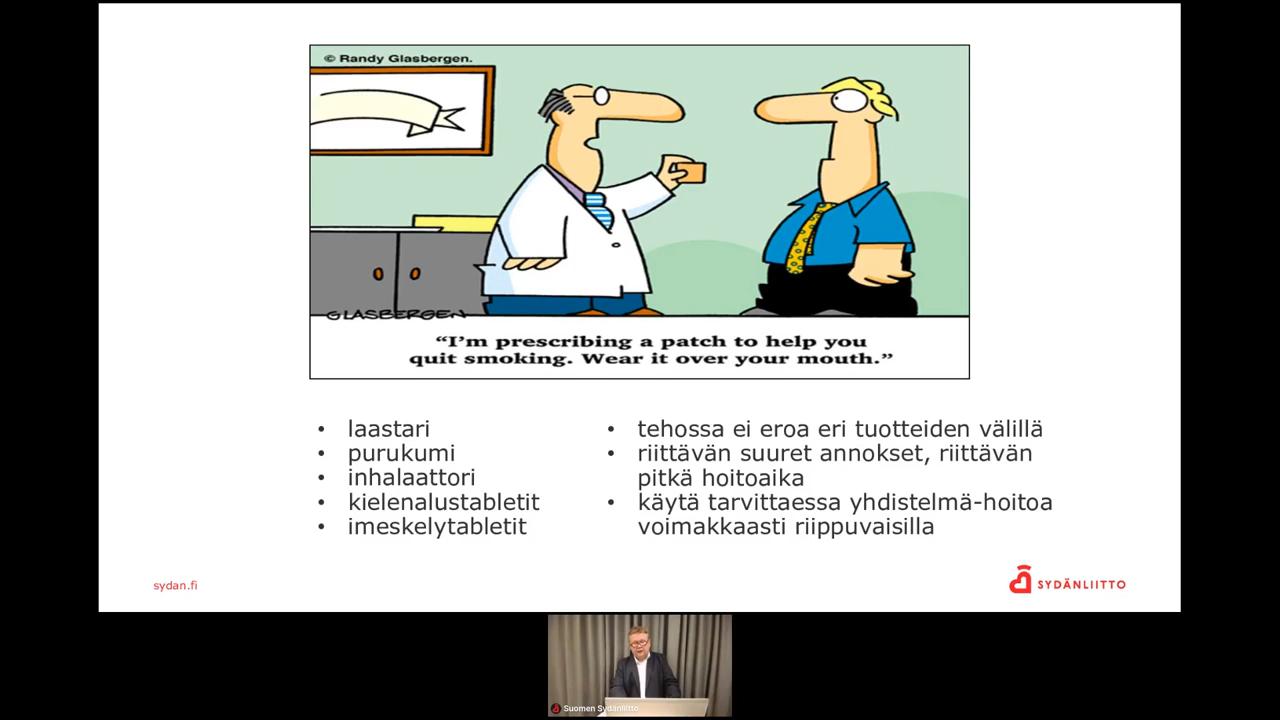 © Randy Glasbergen.
GLASBERGEN
“I’m prescribing a patch to help you
quit smoking. Wear it over your mouth.”
• laastari
• purukumi
• inhalaattori
• kielenalustabletit
• imeskelytabletit
• tehossa ei eroa eri tuotteiden välillä
• riittävän suuret annokset, riittävän
pitkä hoitoaika
• käytä tarvittaessa yhdistelmä-hoitoa
voimakkaasti riippuvaisilla
sydan.fi
SYDÄNLIITTO
Suomen Sydänliitto